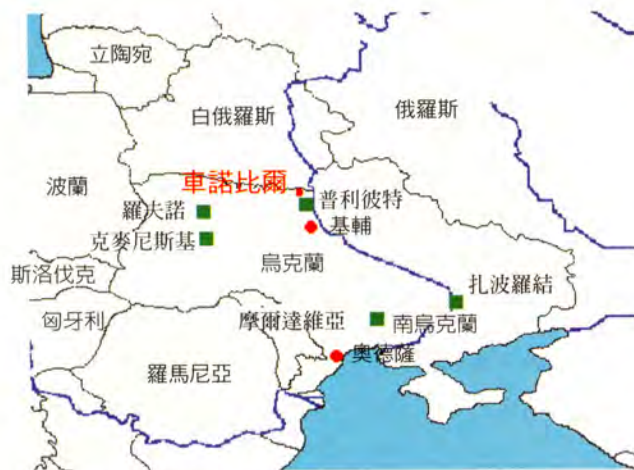 立陶宛
白俄羅斯
俄羅斯
波蘭
車諾比爾
普利彼特
羅夫諾
基輔
克麥尼斯基
烏克蘭
斯洛伐克
扎波羅結
匈牙利
摩爾達維亞
南烏克蘭
奧德薩
羅馬尼亞